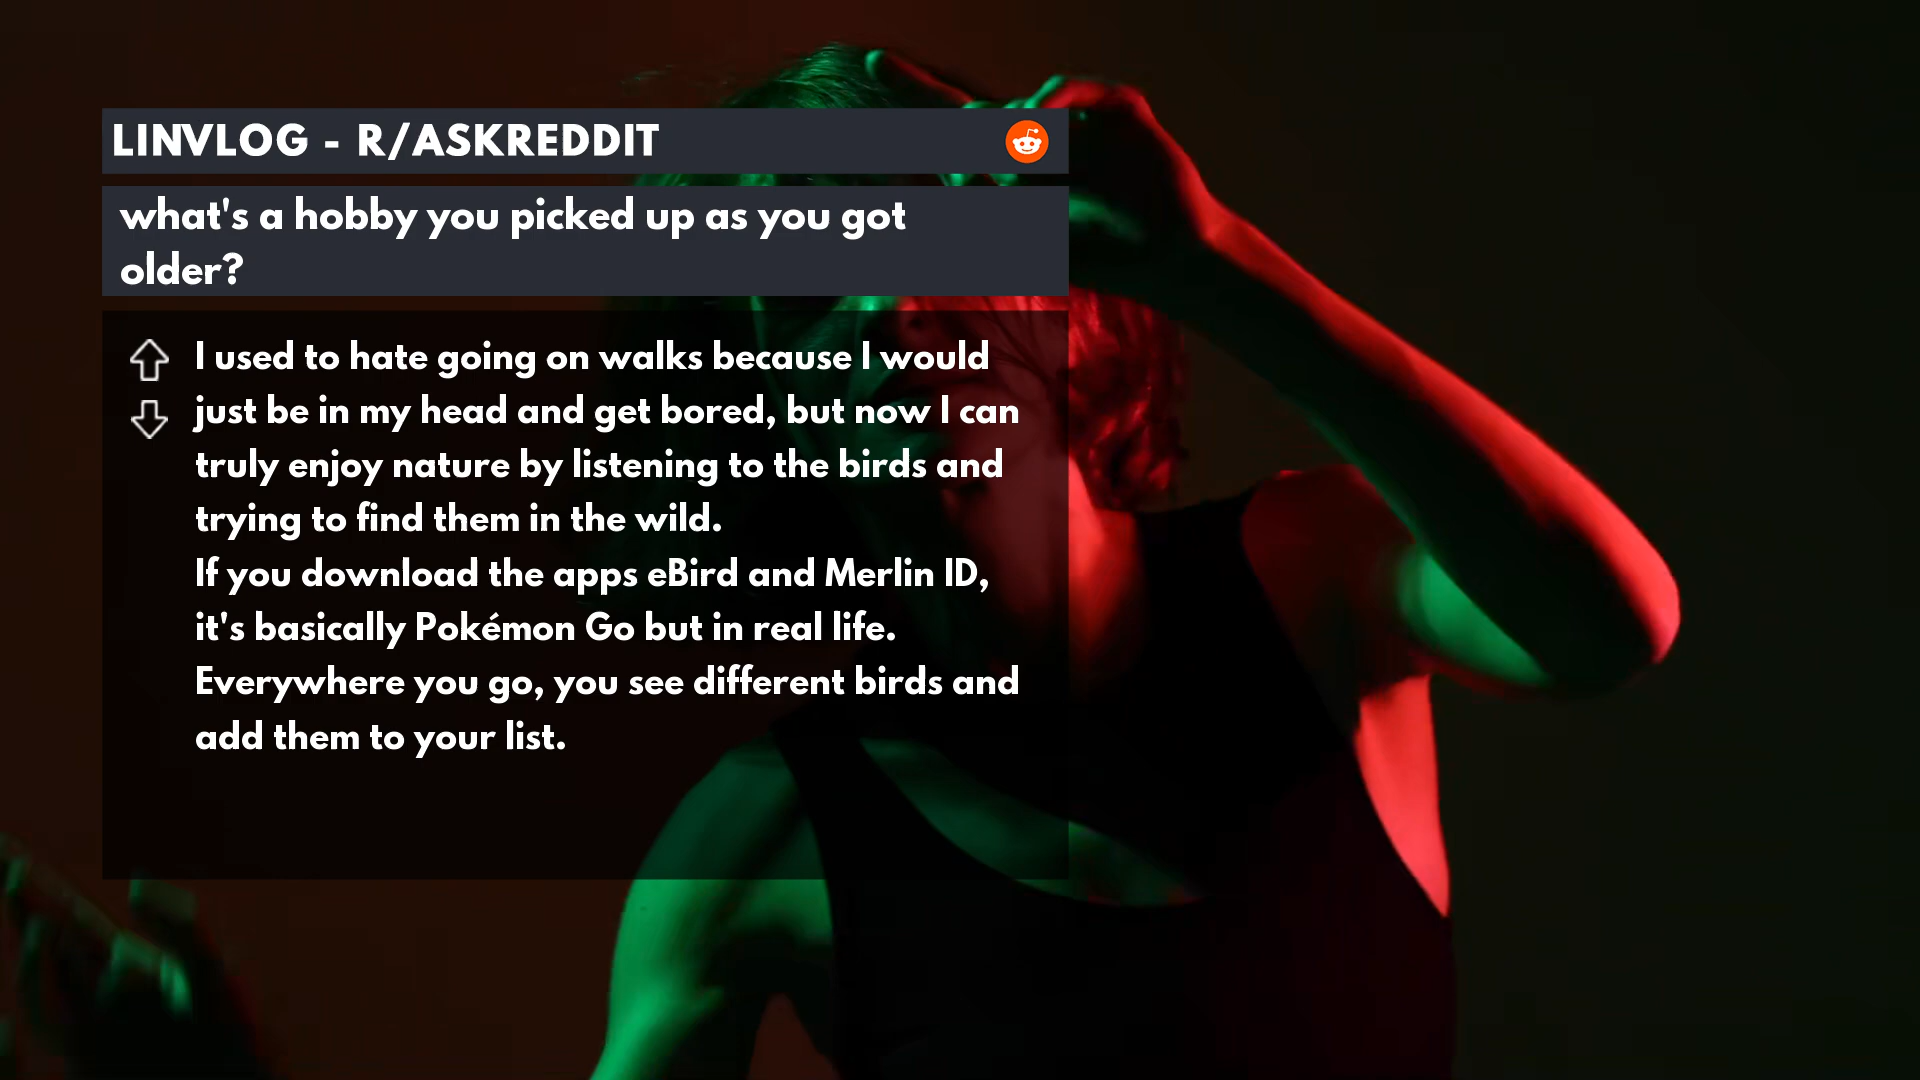 LINVLOG - R/ASKREDDIT
what's a hobby you picked up as you got
older?
I used to hate going on walks because I would
just be in my head and get bored, but now I can
truly enjoy nature by listening to the birds and
trying to find them in the wild.
If you download the apps eBird and Merlin ID,
it's basically Pokémon Go but in real life.
Everywhere you go, you see different birds and
add them to your list.